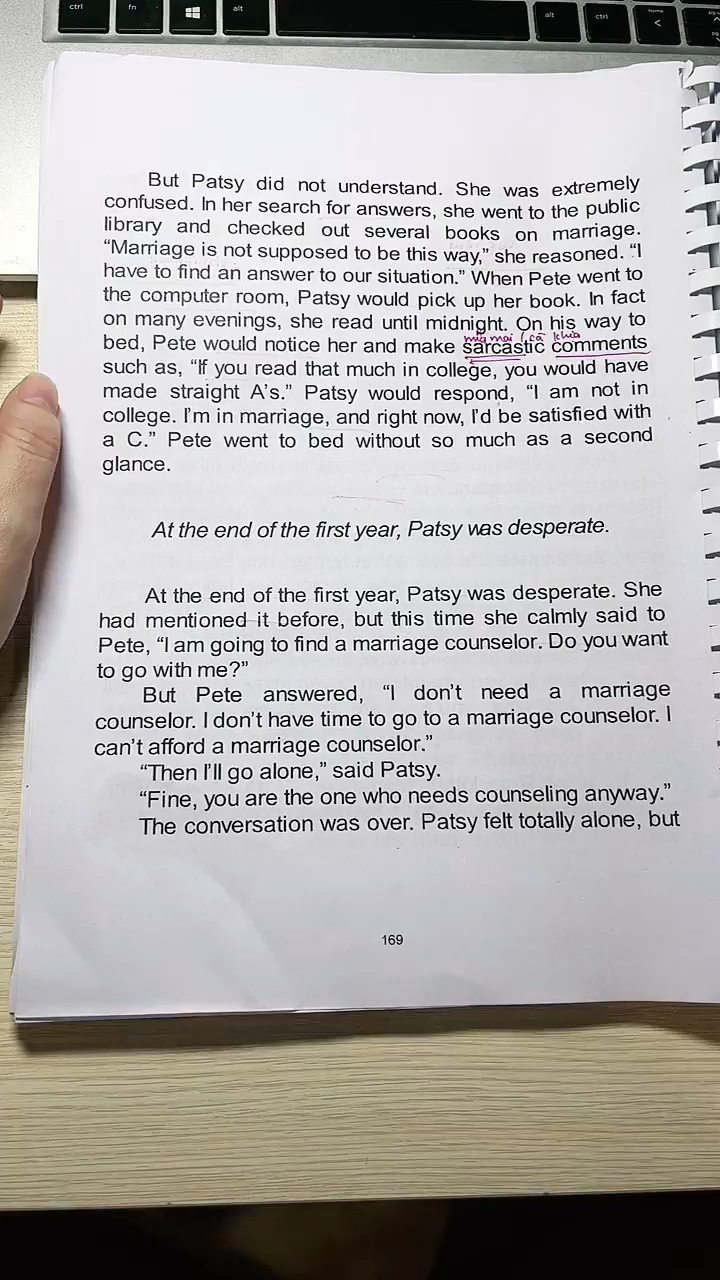 ctrl fn alt alt ctrl home
But Patsy did not understand. She was extremely
confused. In her search for answers, she went to the public
library and checked out several books on marriage.
“Marriage is not supposed to be this way,” she reasoned. “I
have to find an answer to our situation.” When Pete went to
the computer room, Patsy would pick up her book. In fact
on many evenings, she read until midnight. On his way to
mỉa mai, cà khịa
bed, Pete would notice her and make sarcastic comments
such as, “If you read that much in college, you would have
made straight A's.” Patsy would respond, “I am not in
college. I'm in marriage, and right now, I'd be satisfied with
a C.” Pete went to bed without so much as a second
glance.
At the end of the first year, Patsy was desperate.
At the end of the first year, Patsy was desperate. She
had mentioned it before, but this time she calmly said to
Pete, “I am going to find a marriage counselor. Do you want
to go with me?”
But Pete answered, “I don't need a marriage
counselor. I don't have time to go to a marriage counselor. I
can't afford a marriage counselor.”
“Then I'll go alone,” said Patsy.
“Fine, you are the one who needs counseling anyway.”
The conversation was over. Patsy felt totally alone, but
169